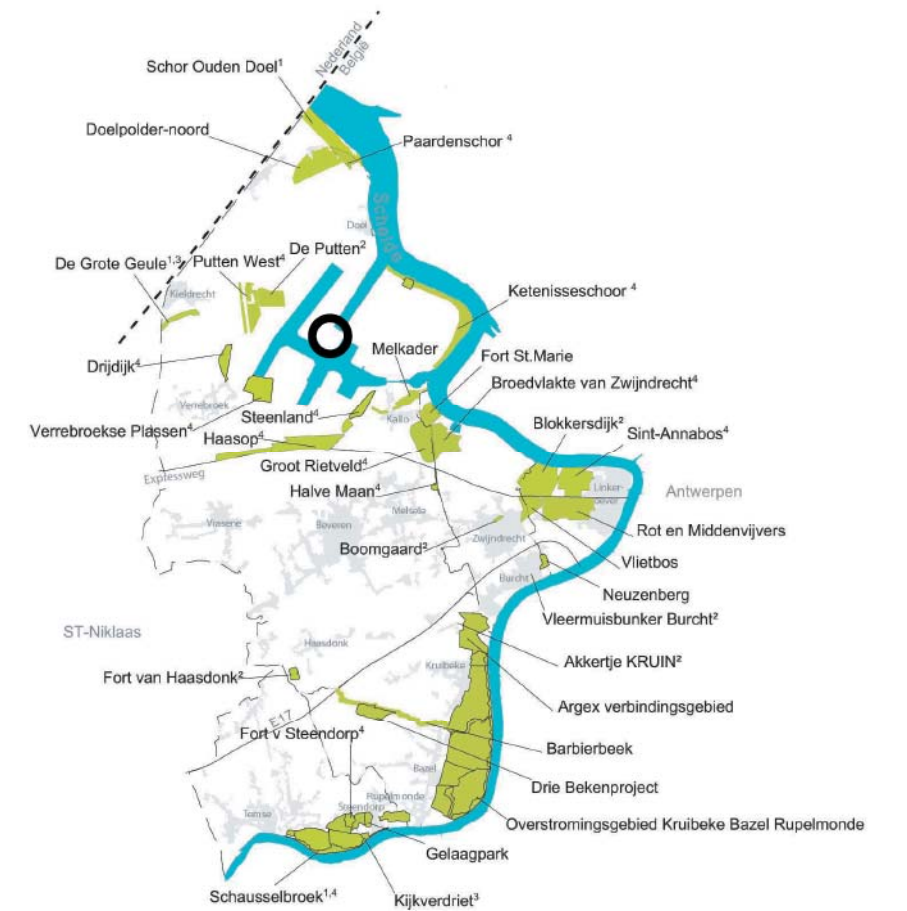 Nederland
België
Schor Ouden Doel¹
Doelpolder-noord
Paardenschor ⁴
Schelde
Doel
De Putten²
Putten West⁴
De Grote Geule¹,³
Kieldrecht
Ketenisseschoor ⁴
Melkader
Fort St.Marie
Drijdijk⁴
Broedvlakte van Zwijndrecht⁴
Verrebroek
Steenland⁴
Kallo
Blokkersdijk²
Sint-Annabos⁴
Verrebroekse Plassen⁴
Haasop⁴
Groot Rietveld⁴
Expressweg
Halve Maan⁴
Linker-
oever
Antwerpen
Melsele
Vrasene
Beveren
Rot en Middenvijvers
Zwijndrecht
Boomgaard²
Vlietbos
Burcht
Neuzenberg
Vleermuisbunker Burcht²
ST-Niklaas
Haasdonk
Akkertje KRUIN²
Kruibeke
Fort van Haasdonk²
Argex verbindingsgebied
E17
Fort v Steendorp⁴
Barbierbeek
Bazel
Drie Bekenproject
Rupelmonde
Steendorp
Temse
Overstromingsgebied Kruibeke Bazel Rupelmonde
Gelaagpark
Schausselbroek¹,⁴
Kijkverdriet³